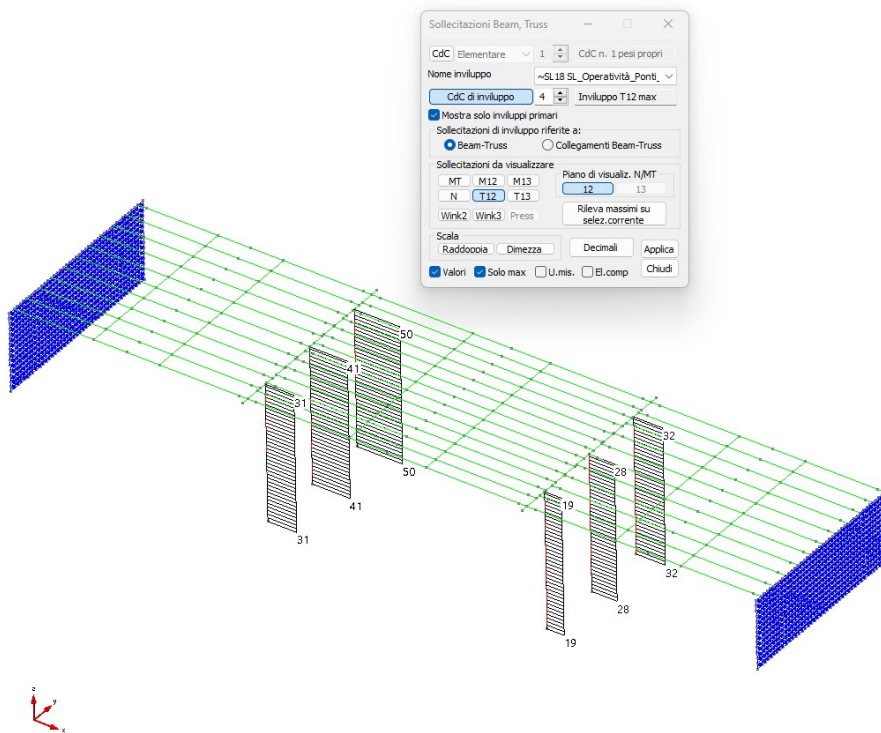 Sollecitazioni Beam, Truss
CdC Elementare 1 CdC n. 1 pesi propri
Nome inviluppo ~SL18 SL_Operatività_Ponti_
CdC di inviluppo 4 Inviluppo T12 max
Mostra solo inviluppi primari
Sollecitazioni di inviluppo riferite a:
Beam-Truss Collegamenti Beam-Truss
Sollecitazioni da visualizzare
MT M12 M13 Piano di visualiz. N/MT
N T12 T13 12 13
Wink2 Wink3 Press Rileva massimi su
selez.corrente
Scala
Raddoppia Dimezza Decimali Applica
Valori Solo max U.mis. El.comp Chiudi
50
41
31
32
28
19
50
41
31
32
28
19
z
y
x